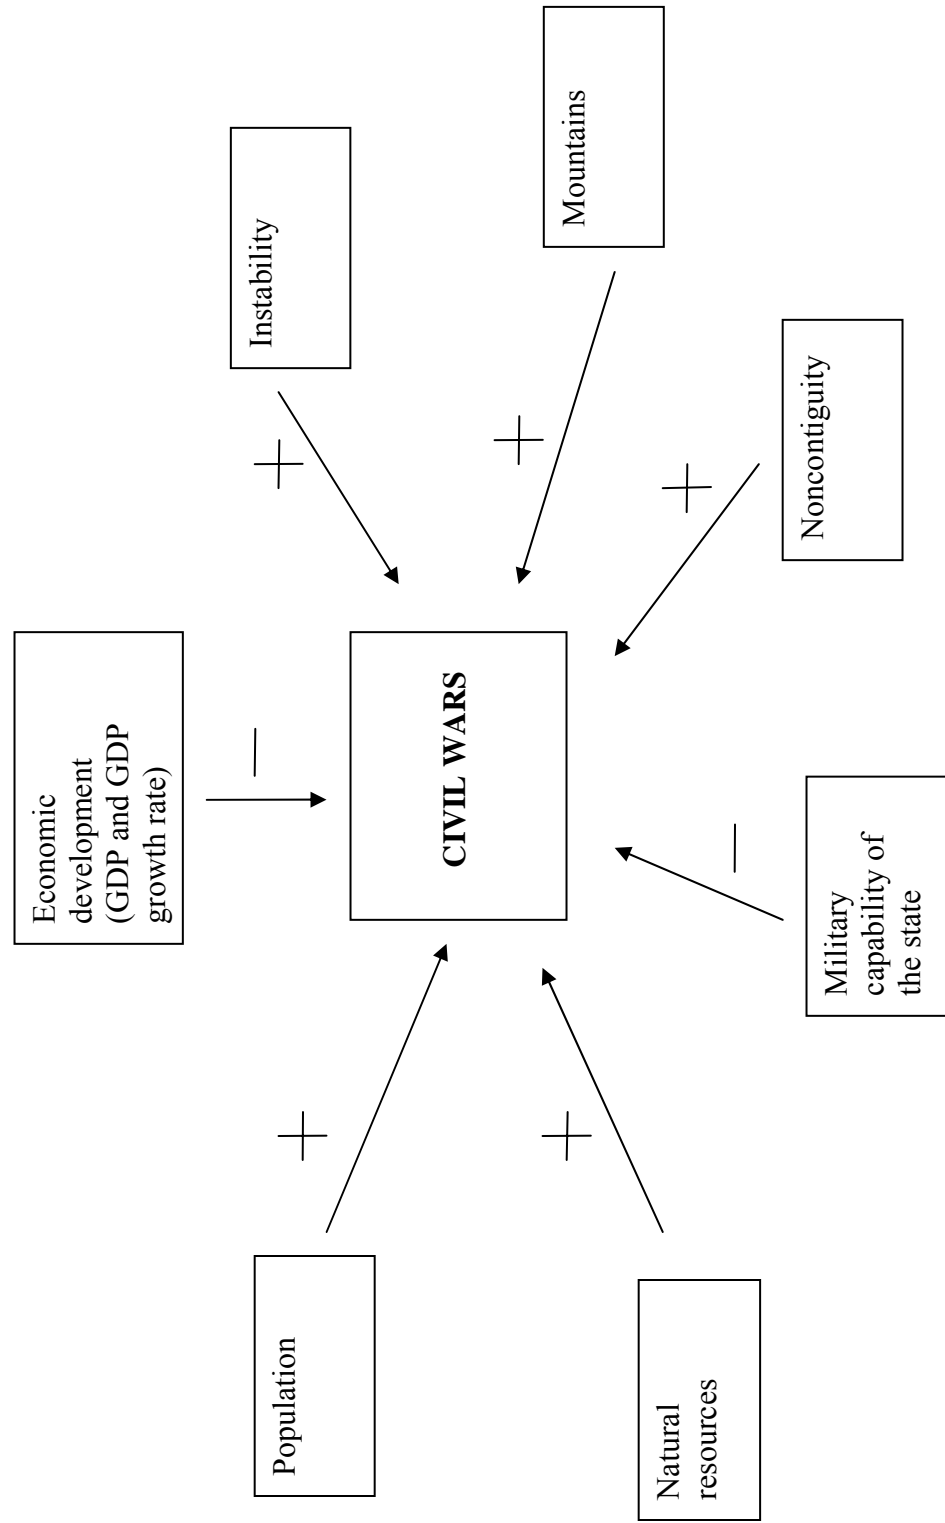 Economic
development
(GDP and GDP
growth rate)
–
Population
+
Instability
+
CIVIL WARS
+
Mountains
+
Natural
resources
+
Noncontiguity
–
Military
capability of
the state